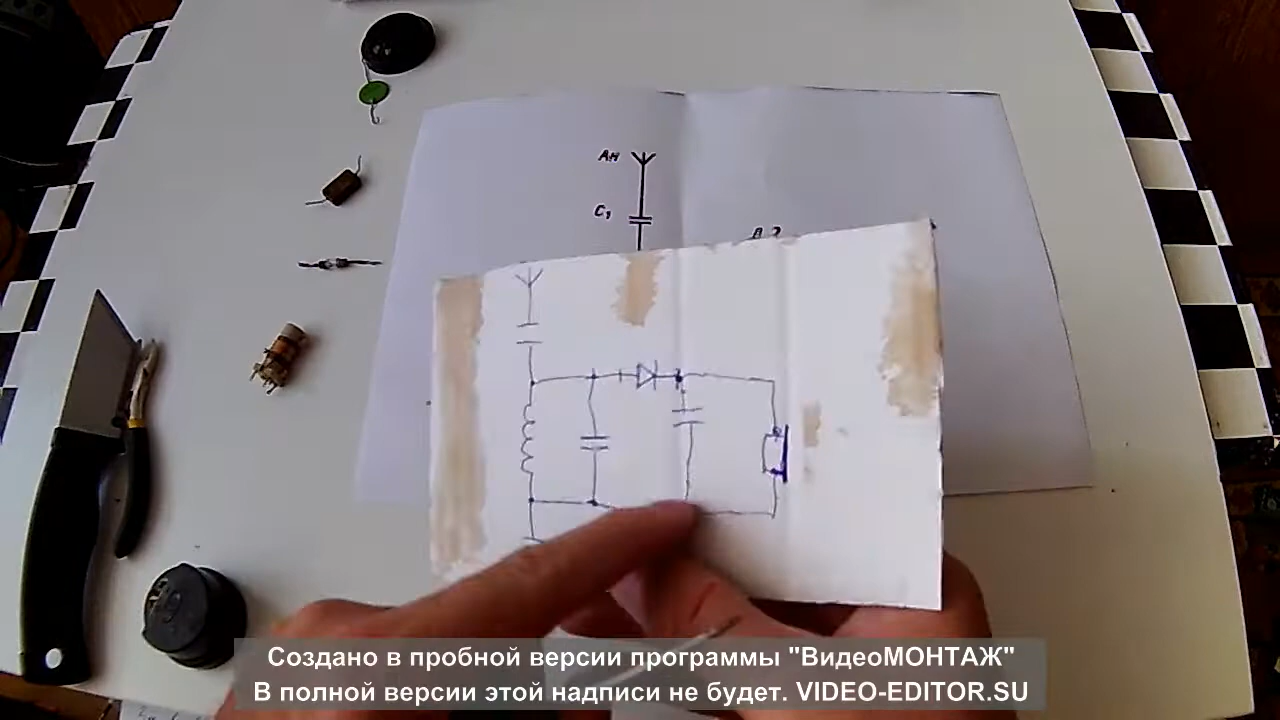 Ан
С₁
Создано в пробной версии программы "ВидеоМОНТАЖ"
В полной версии этой надписи не будет. VIDEO-EDITOR.SU